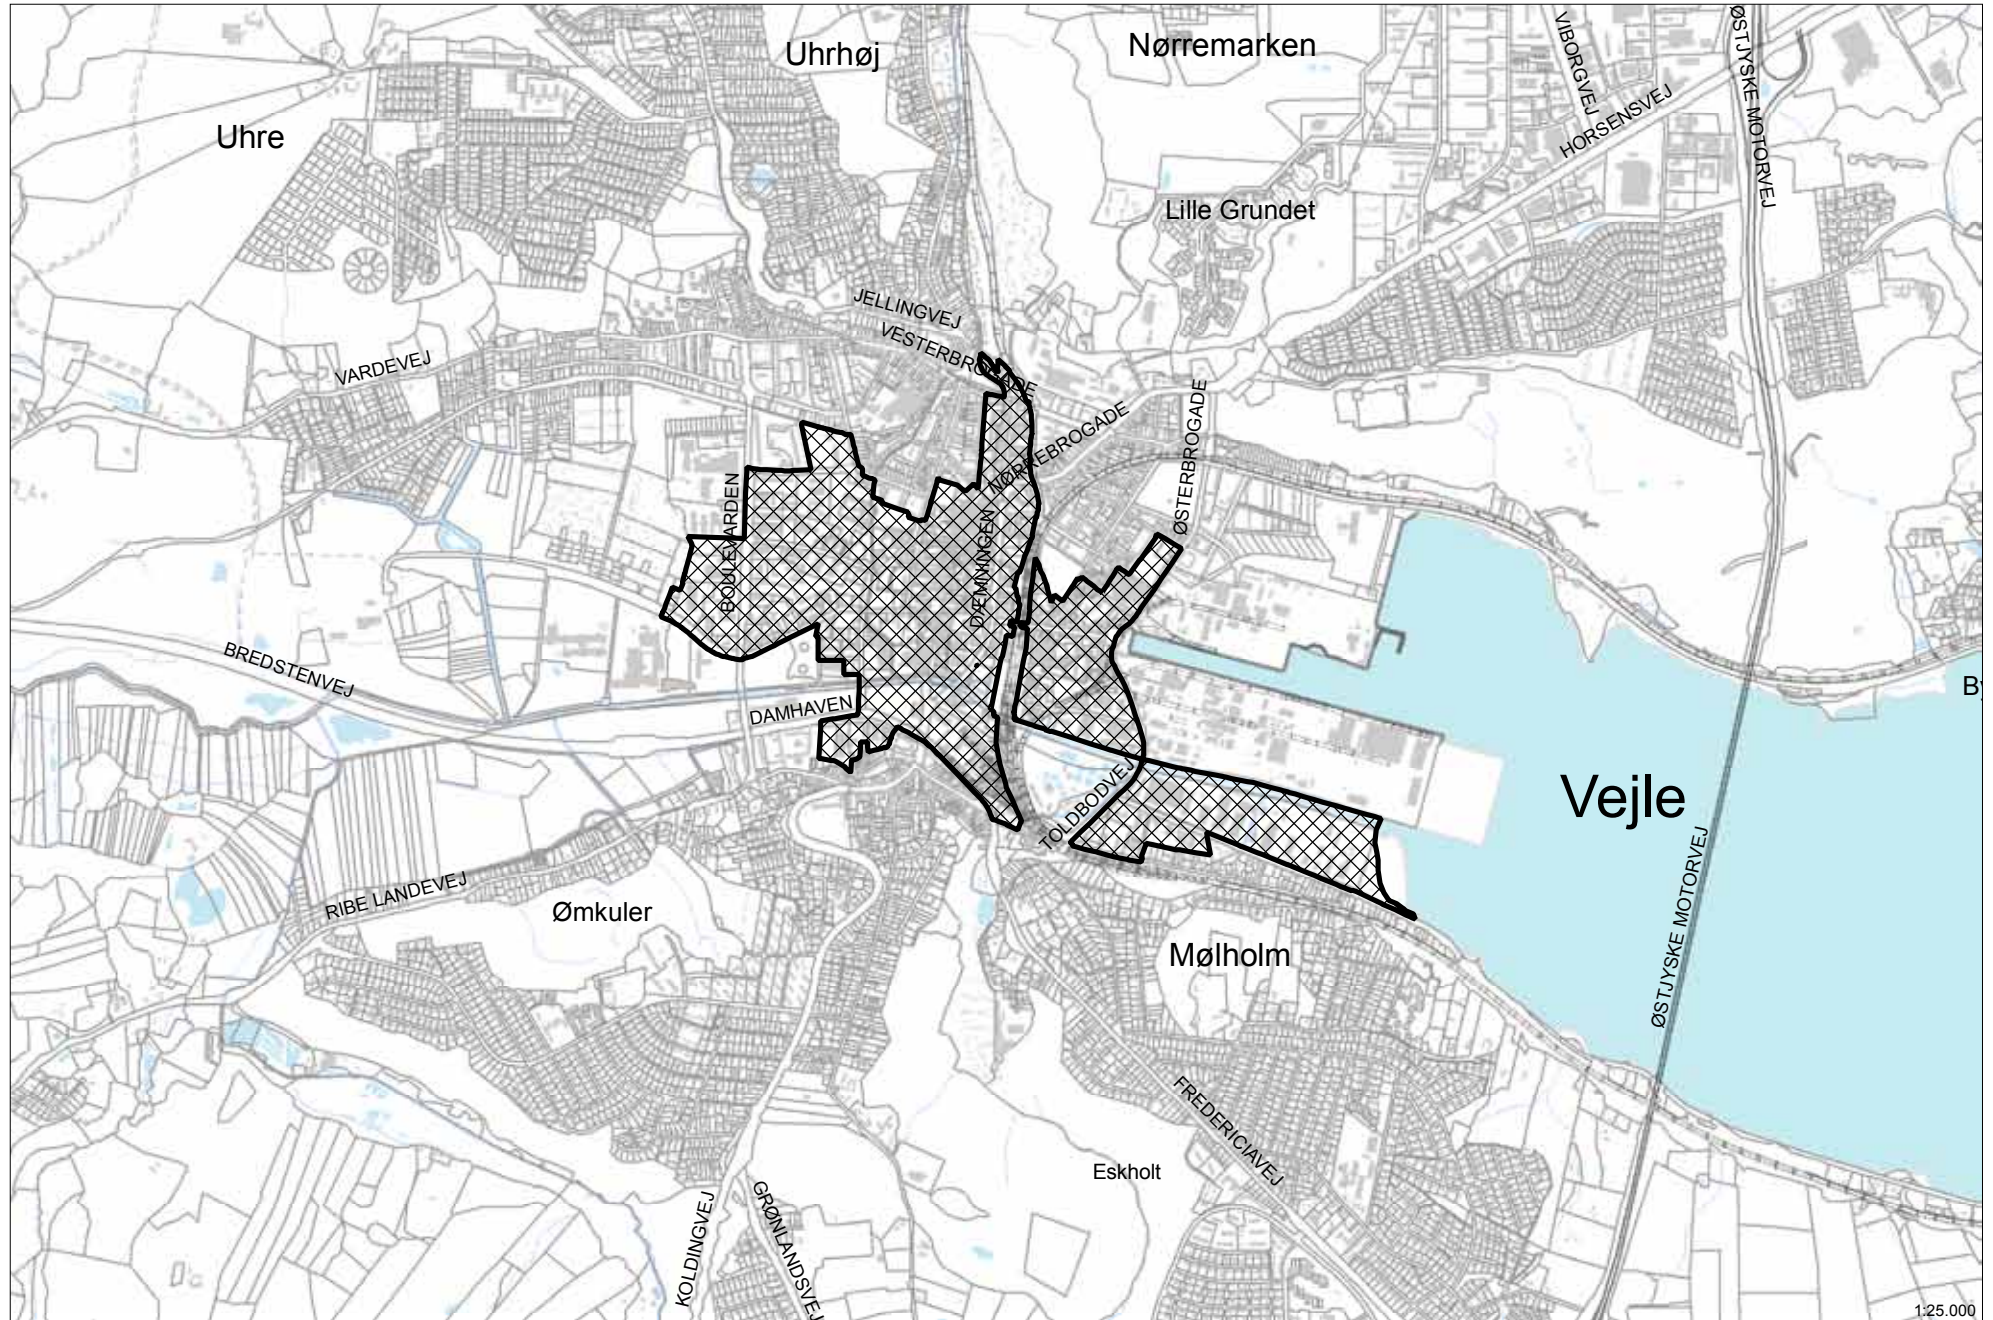 Uhrhøj
Nørremarken
VIBORGVEJ
ØSTJYSKE MOTORVEJ
HORSENSVEJ
Uhre
Lille Grundet
JELLINGVEJ
VESTERBROGADE
VARDEVEJ
NØRREBROGADE
ØSTERBROGADE
BOULEVARDEN
DÆMNINGEN
BREDSTENVEJ
DAMHAVEN
By
TOLDBODVEJ
Vejle
RIBE LANDEVEJ
Ømkuler
Mølholm
ØSTJYSKE MOTORVEJ
FREDERICIAVEJ
Eskholt
KOLDINGVEJ
GRØNLANDSVEJ
1:25.000